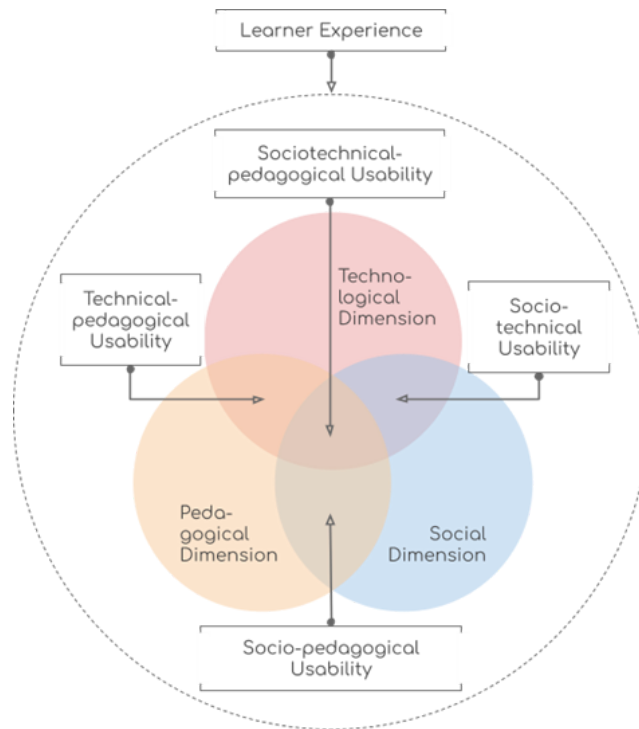 Learner Experience
Sociotechnical-
pedagogical Usability
Techno-
logical
Dimension
Technical-
pedagogical
Usability
Socio-
technical
Usability
Peda-
gogical
Dimension
Social
Dimension
Socio-pedagogical
Usability